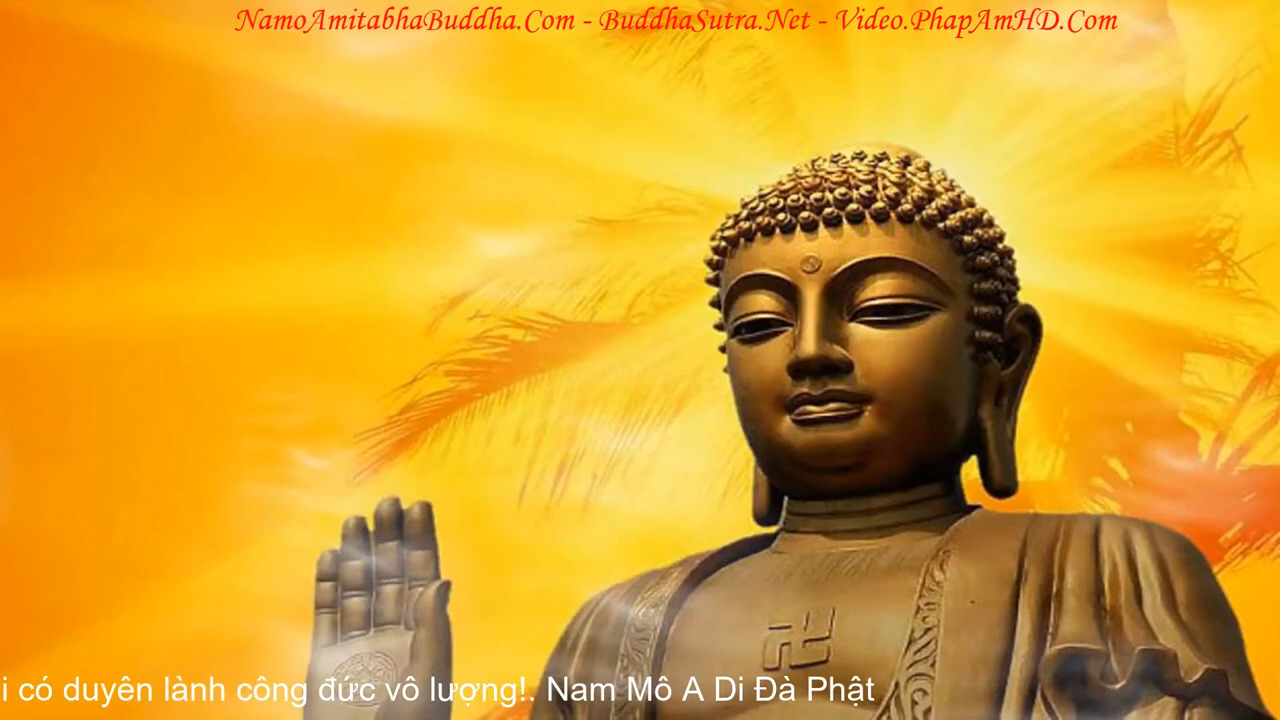 NamoAmitabhaBuddha.Com - BuddhaSutra.Net - Video.PhapAmHD.Com
i có duyên lành công đức vô lượng!. Nam Mô A Di Đà Phật